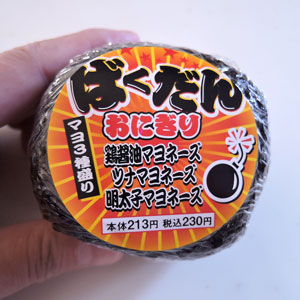 ばくだん
おにぎり
マヨ3種盛り
鶏醤油マヨネーズ
ツナマヨネーズ
明太子マヨネーズ
本体213円 税込230円